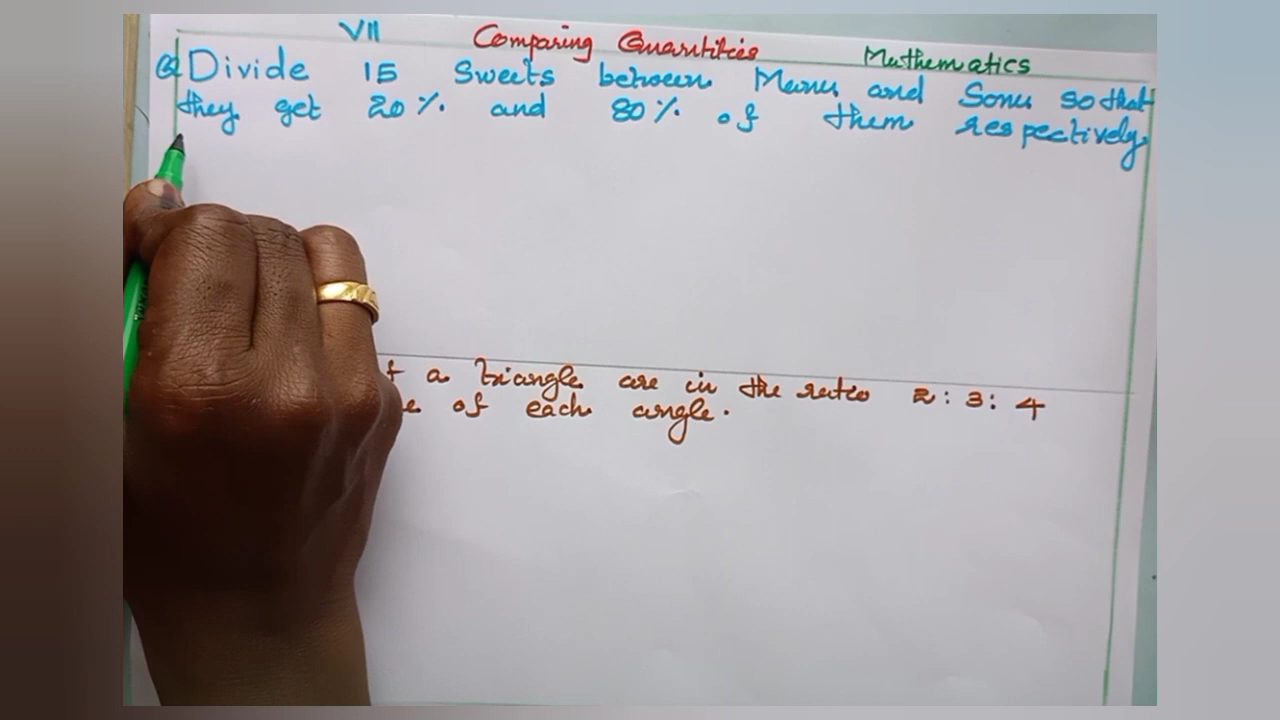 VII Comparing Quantities Mathematics
Q Divide 15 Sweets between Manu and Sonu so that
they get 20% and 80% of them respectively
a triangle are in the ratio 2 : 3 : 4
of each angle.